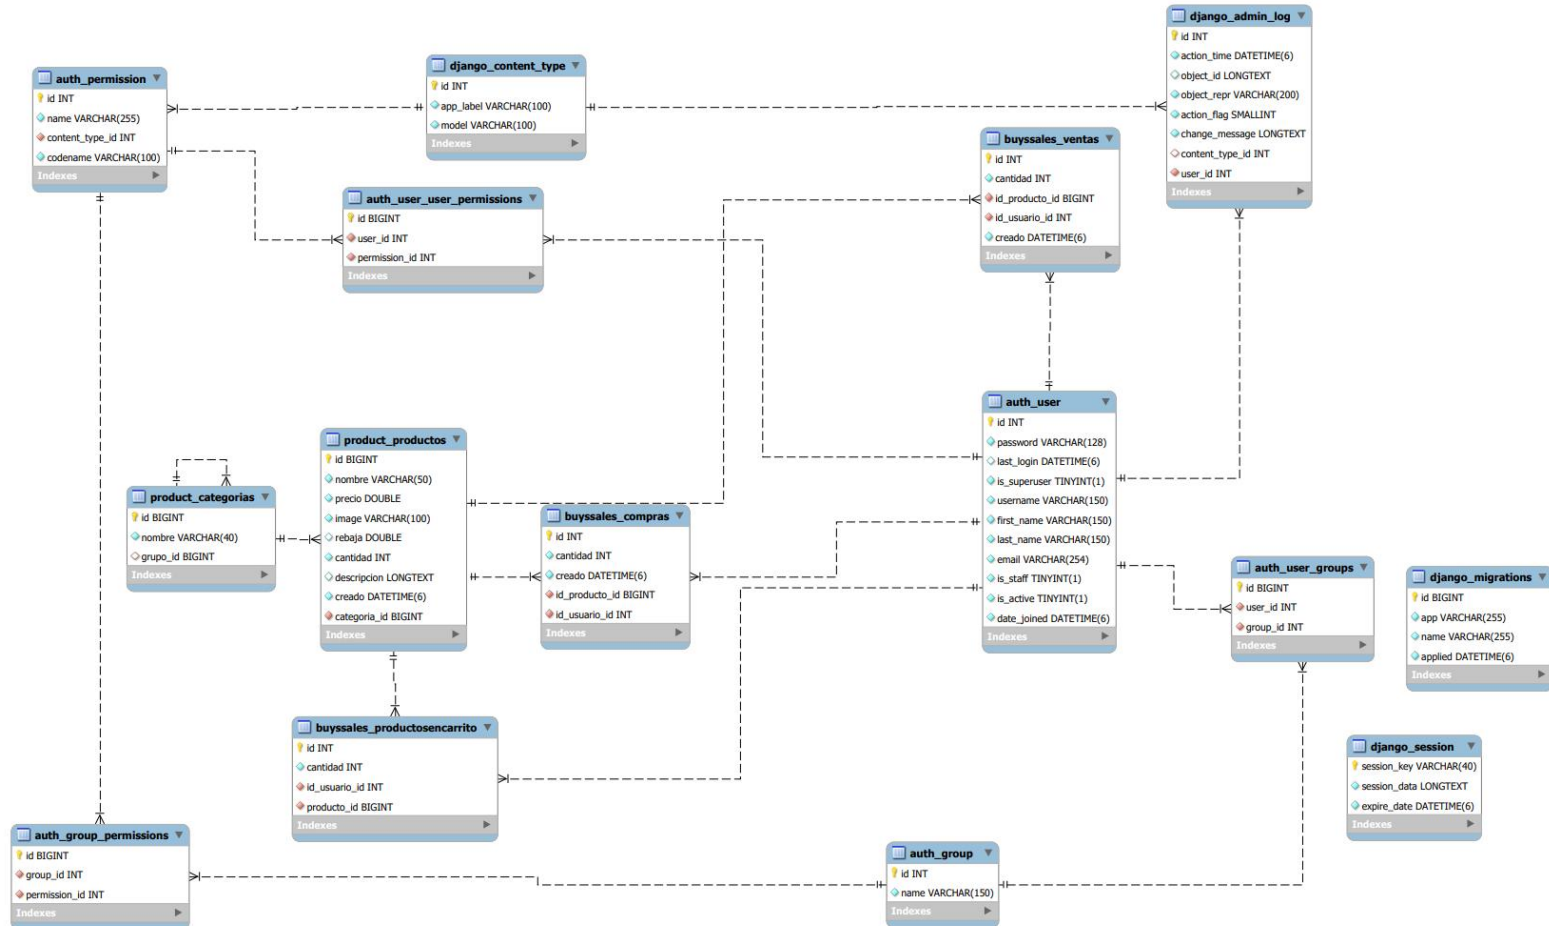 django_admin_log
id INT
action_time DATETIME(6)
object_id LONGTEXT
object_repr VARCHAR(200)
action_flag SMALLINT
change_message LONGTEXT
content_type_id INT
user_id INT
Indexes
django_content_type
id INT
app_label VARCHAR(100)
model VARCHAR(100)
Indexes
auth_permission
id INT
name VARCHAR(255)
content_type_id INT
codename VARCHAR(100)
Indexes
buyssales_ventas
id INT
cantidad INT
id_producto_id BIGINT
id_usuario_id INT
creado DATETIME(6)
Indexes
auth_user_user_permissions
id BIGINT
user_id INT
permission_id INT
Indexes
auth_user
id INT
password VARCHAR(128)
last_login DATETIME(6)
is_superuser TINYINT(1)
username VARCHAR(150)
first_name VARCHAR(150)
last_name VARCHAR(150)
email VARCHAR(254)
is_staff TINYINT(1)
is_active TINYINT(1)
date_joined DATETIME(6)
Indexes
product_productos
id BIGINT
nombre VARCHAR(50)
precio DOUBLE
image VARCHAR(100)
rebaja DOUBLE
cantidad INT
descripcion LONGTEXT
creado DATETIME(6)
categoria_id BIGINT
Indexes
product_categorias
id BIGINT
nombre VARCHAR(40)
grupo_id BIGINT
Indexes
buyssales_compras
id INT
cantidad INT
creado DATETIME(6)
id_producto_id BIGINT
id_usuario_id INT
Indexes
auth_user_groups
id BIGINT
user_id INT
group_id INT
Indexes
django_migrations
id BIGINT
app VARCHAR(255)
name VARCHAR(255)
applied DATETIME(6)
Indexes
buyssales_productosencarrito
id INT
cantidad INT
id_usuario_id INT
producto_id BIGINT
Indexes
django_session
session_key VARCHAR(40)
session_data LONGTEXT
expire_date DATETIME(6)
Indexes
auth_group_permissions
id BIGINT
group_id INT
permission_id INT
Indexes
auth_group
id INT
name VARCHAR(150)
Indexes